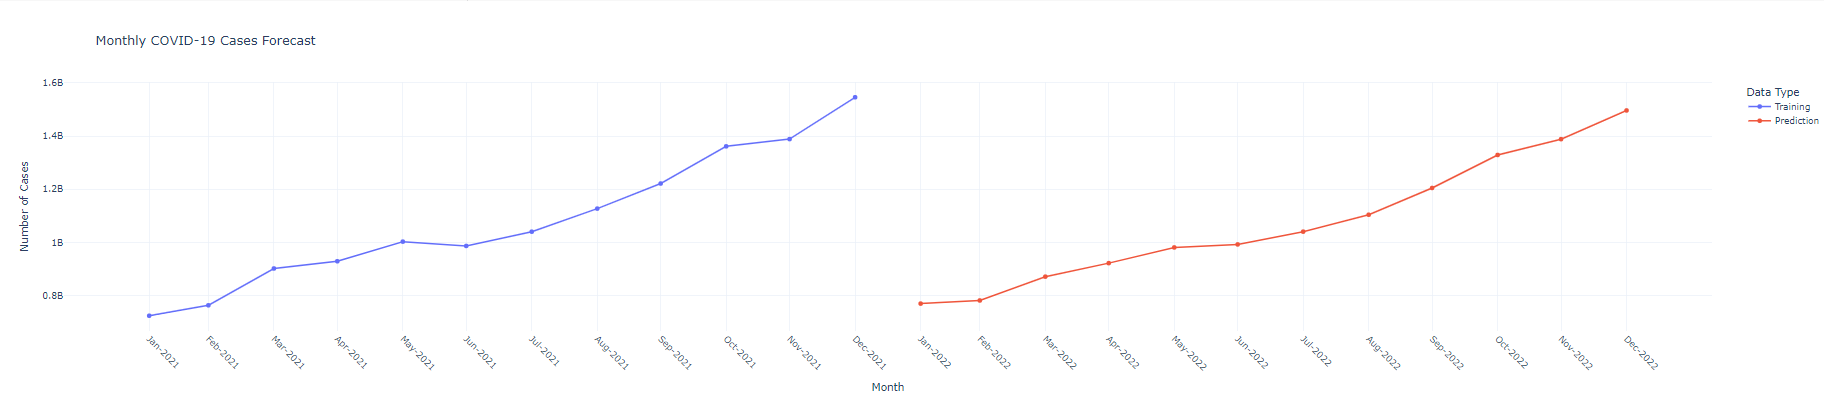 Monthly COVID-19 Cases Forecast
1.6B
1.4B
1.2B
1B
0.8B
Number of Cases
Jan-2021
Feb-2021
Mar-2021
Apr-2021
May-2021
Jun-2021
Jul-2021
Aug-2021
Sep-2021
Oct-2021
Nov-2021
Dec-2021
Jan-2022
Feb-2022
Mar-2022
Apr-2022
May-2022
Jun-2022
Jul-2022
Aug-2022
Sep-2022
Oct-2022
Nov-2022
Dec-2022
Month
Data Type
Training
Prediction